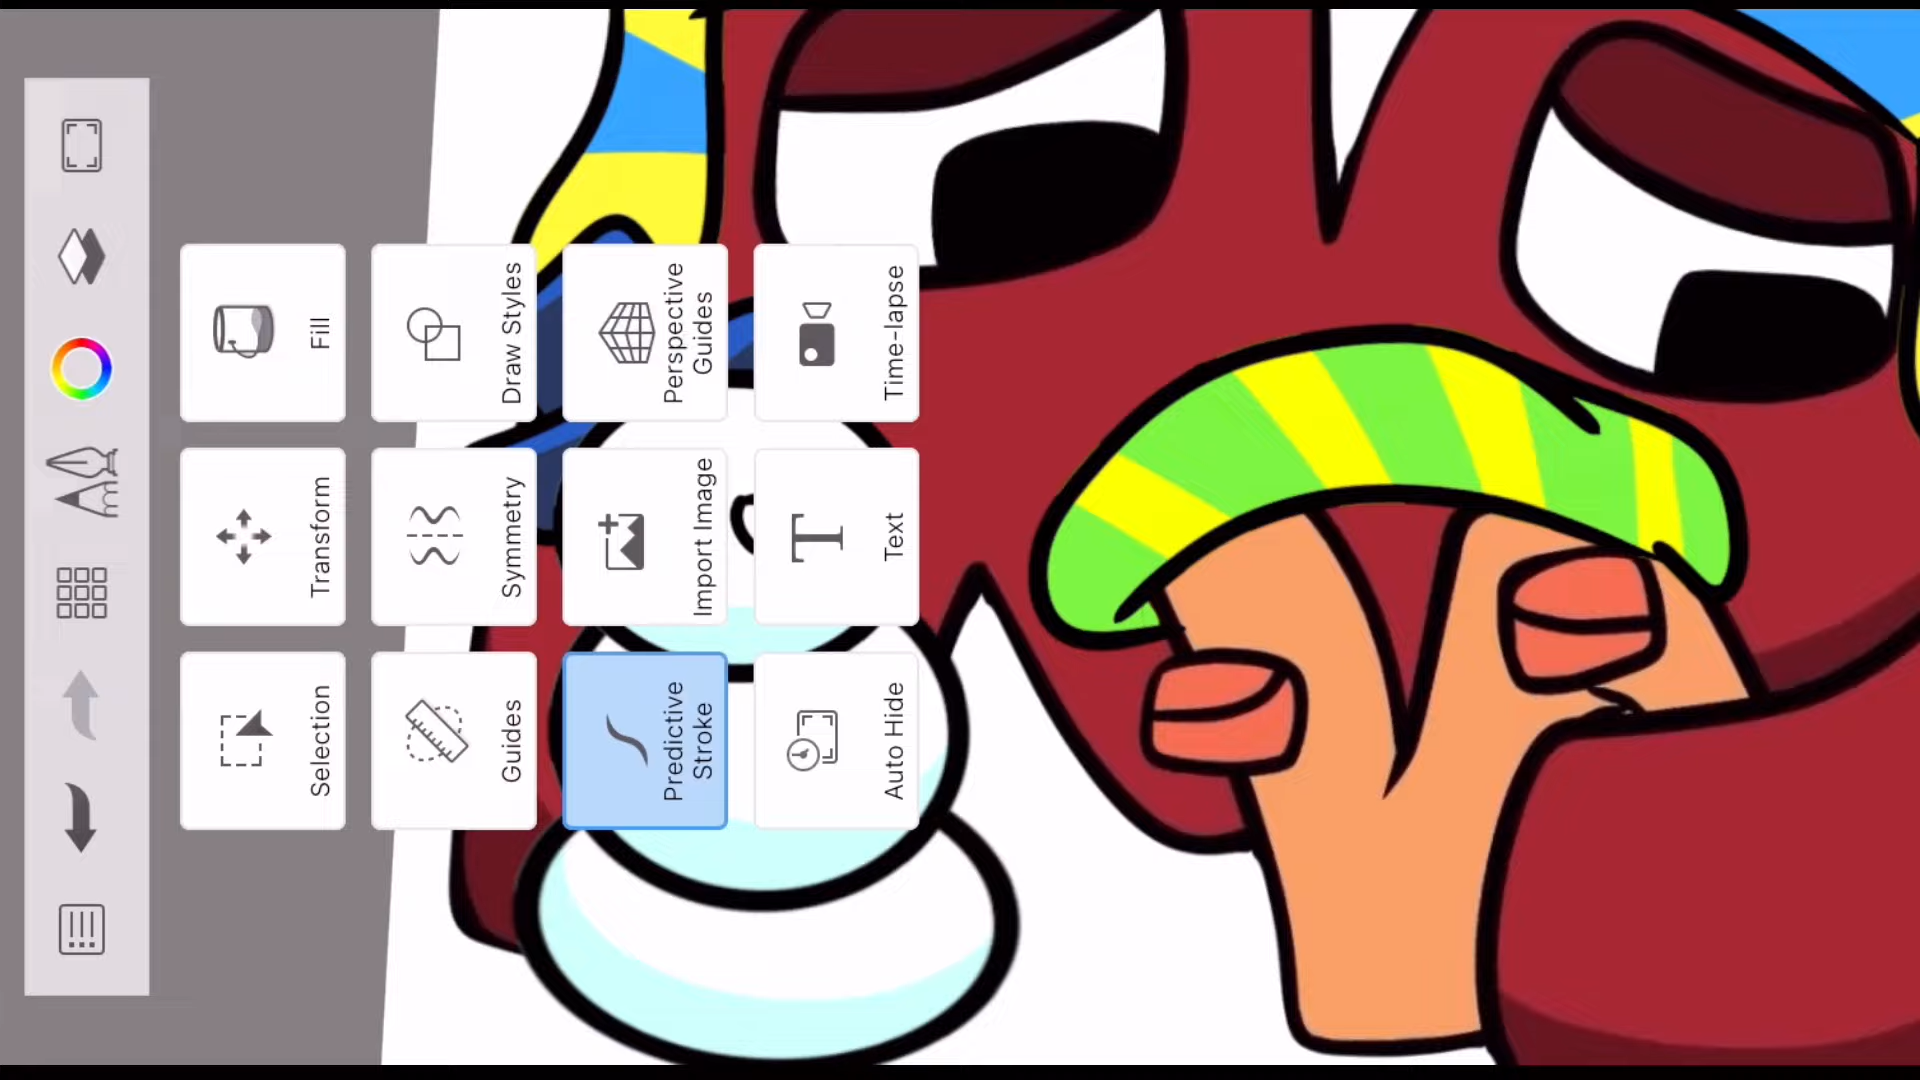 Selection
Transform
Fill
Guides
Symmetry
Draw Styles
Predictive
Stroke
Import Image
Perspective
Guides
Auto Hide
Text
Time-lapse